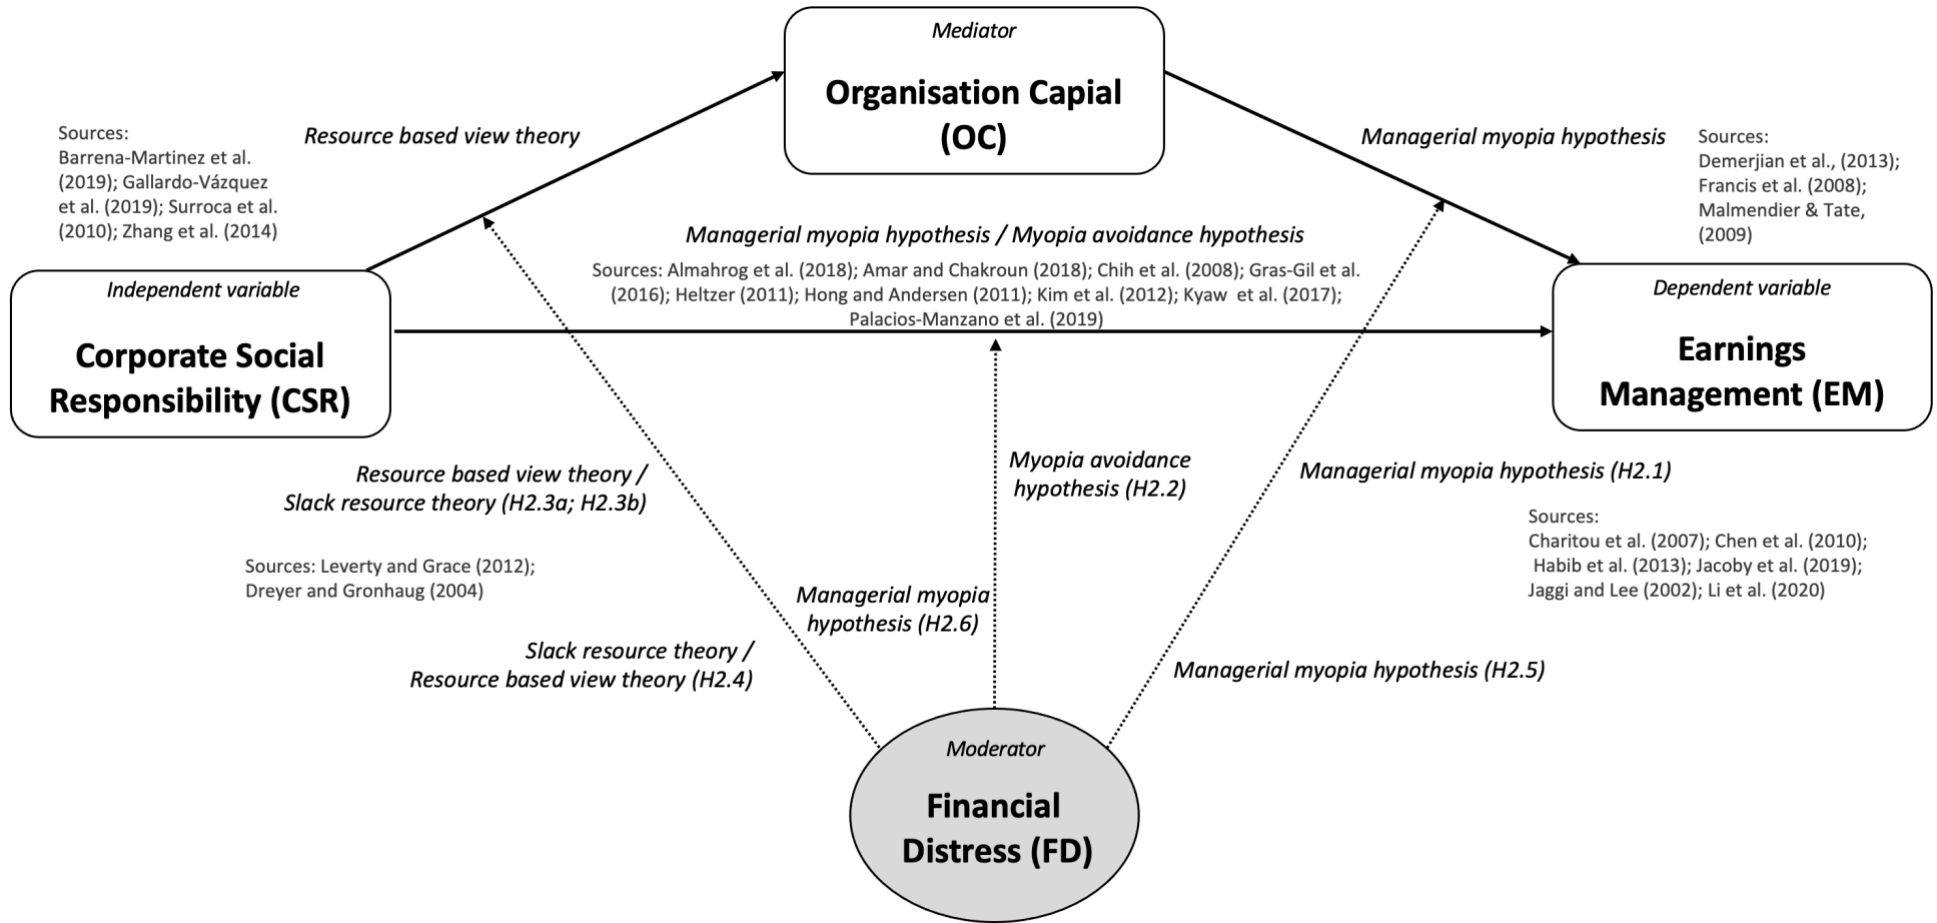 Mediator
Organisation Capial
(OC)
Sources:
Barrena-Martinez et al.
(2019); Gallardo-Vázquez
et al. (2019); Surroca et al.
(2010); Zhang et al. (2014)
Resource based view theory
Managerial myopia hypothesis
Sources:
Demerjian et al., (2013);
Francis et al. (2008);
Malmendier & Tate,
(2009)
Managerial myopia hypothesis / Myopia avoidance hypothesis
Sources: Almahrog et al. (2018); Amar and Chakroun (2018); Chih et al. (2008); Gras-Gil et al.
(2016); Heltzer (2011); Hong and Andersen (2011); Kim et al. (2012); Kyaw  et al. (2017);
Palacios-Manzano et al. (2019)
Independent variable
Corporate Social
Responsibility (CSR)
Dependent variable
Earnings
Management (EM)
Resource based view theory /
Slack resource theory (H2.3a; H2.3b)
Myopia avoidance
hypothesis (H2.2)
Managerial myopia hypothesis (H2.1)
Sources:
Charitou et al. (2007); Chen et al. (2010);
Habib et al. (2013); Jacoby et al. (2019);
Jaggi and Lee (2002); Li et al. (2020)
Sources: Leverty and Grace (2012);
Dreyer and Gronhaug (2004)
Managerial myopia
hypothesis (H2.6)
Slack resource theory /
Resource based view theory (H2.4)
Managerial myopia hypothesis (H2.5)
Moderator
Financial
Distress (FD)